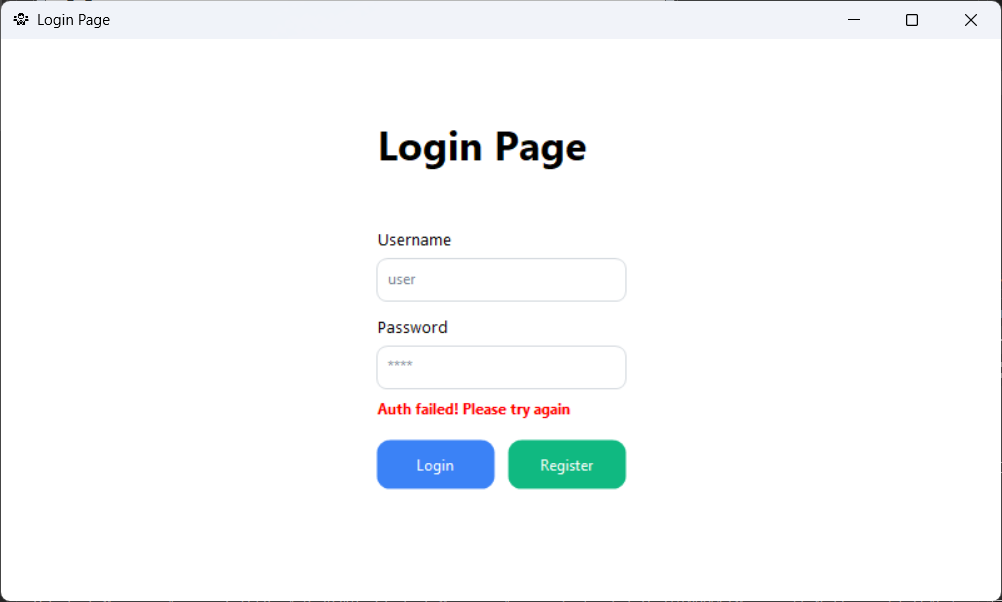 Login Page
Login Page
Username
user
Password
****
Auth failed! Please try again
Login Register